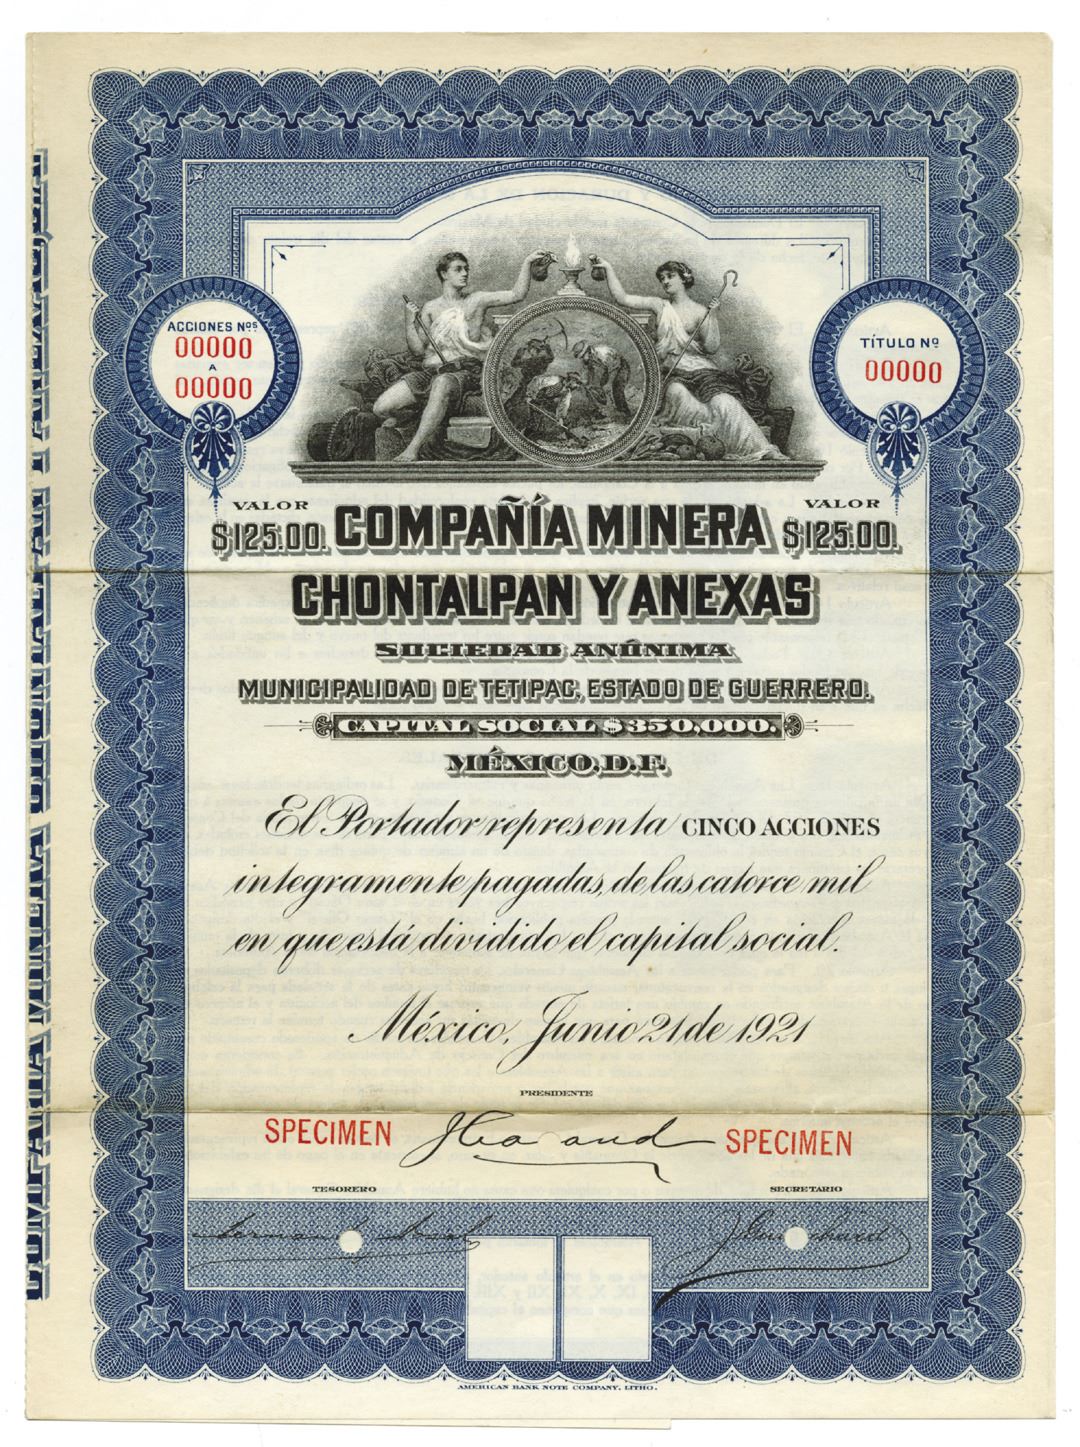 ACCIONES Nos.
00000
A
00000
TÍTULO No
00000
VALOR
$125.00.
COMPAÑÍA MINERA
VALOR
$125.00.
CHONTALPAN Y ANEXAS
SOCIEDAD ANÓNIMA
MUNICIPALIDAD DE TETIPAC, ESTADO DE GUERRERO.
CAPITAL SOCIAL $350,000.
MÉXICO, D.F.
El Portador representa CINCO ACCIONES
integramente pagadas, de las catorce mil
en que está dividido el capital social.
México, Junio 21 de 1921
PRESIDENTE
SPECIMEN
SPECIMEN
TESORERO
SECRETARIO
AMERICAN BANK NOTE COMPANY, LITHO.